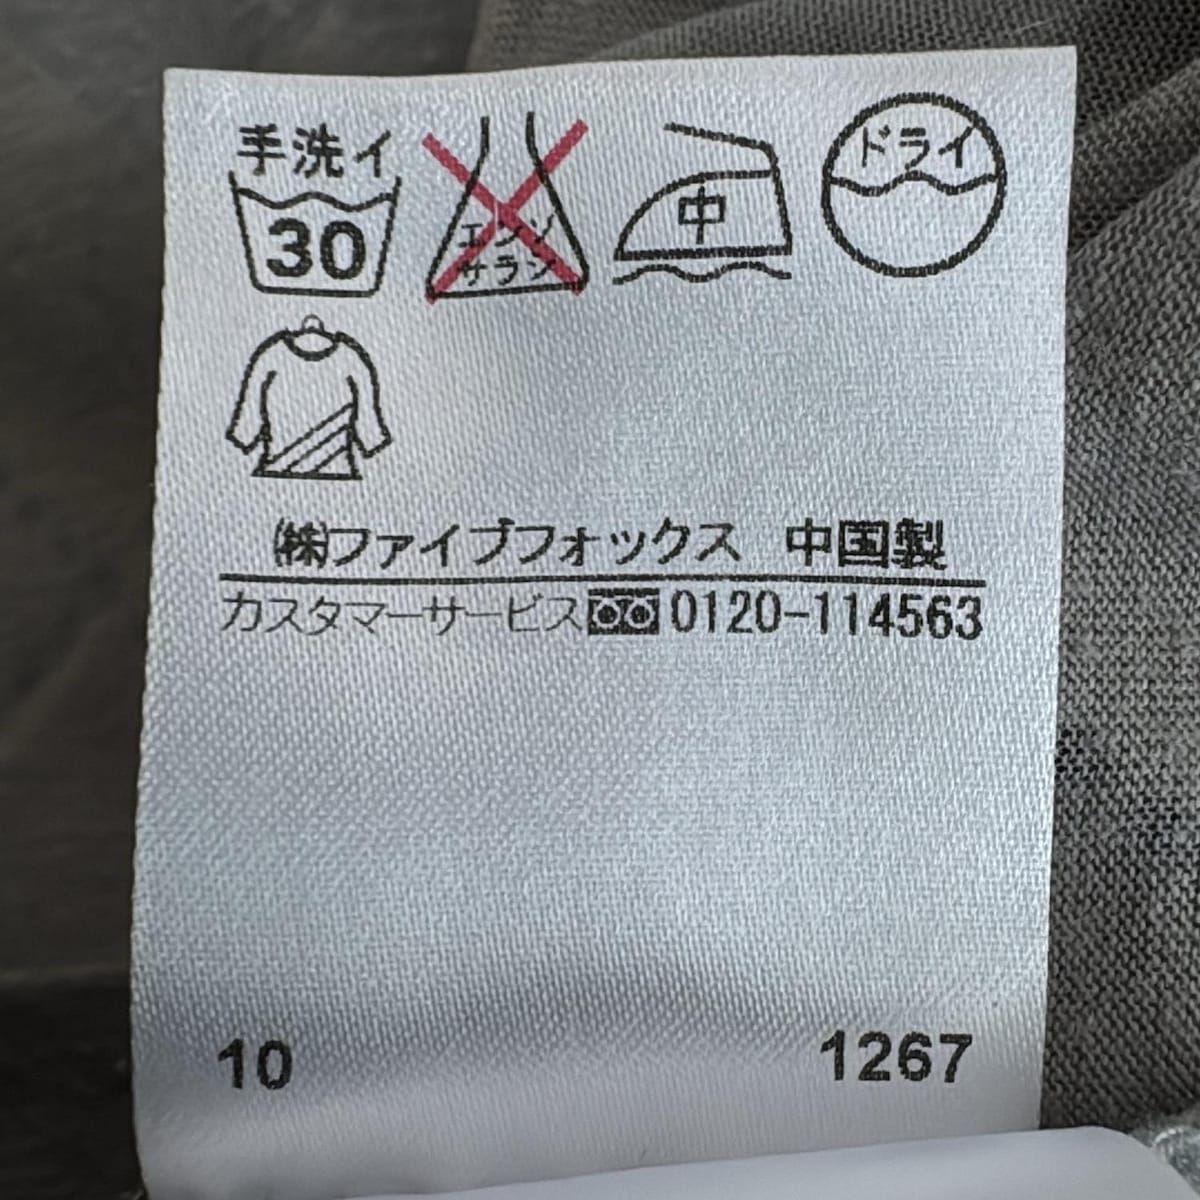 手洗イ
30
エンソ
サラシ
中
ドライ
㈱ファイブフォックス 中国製
カスタマーサービス 0120-114563
10 1267